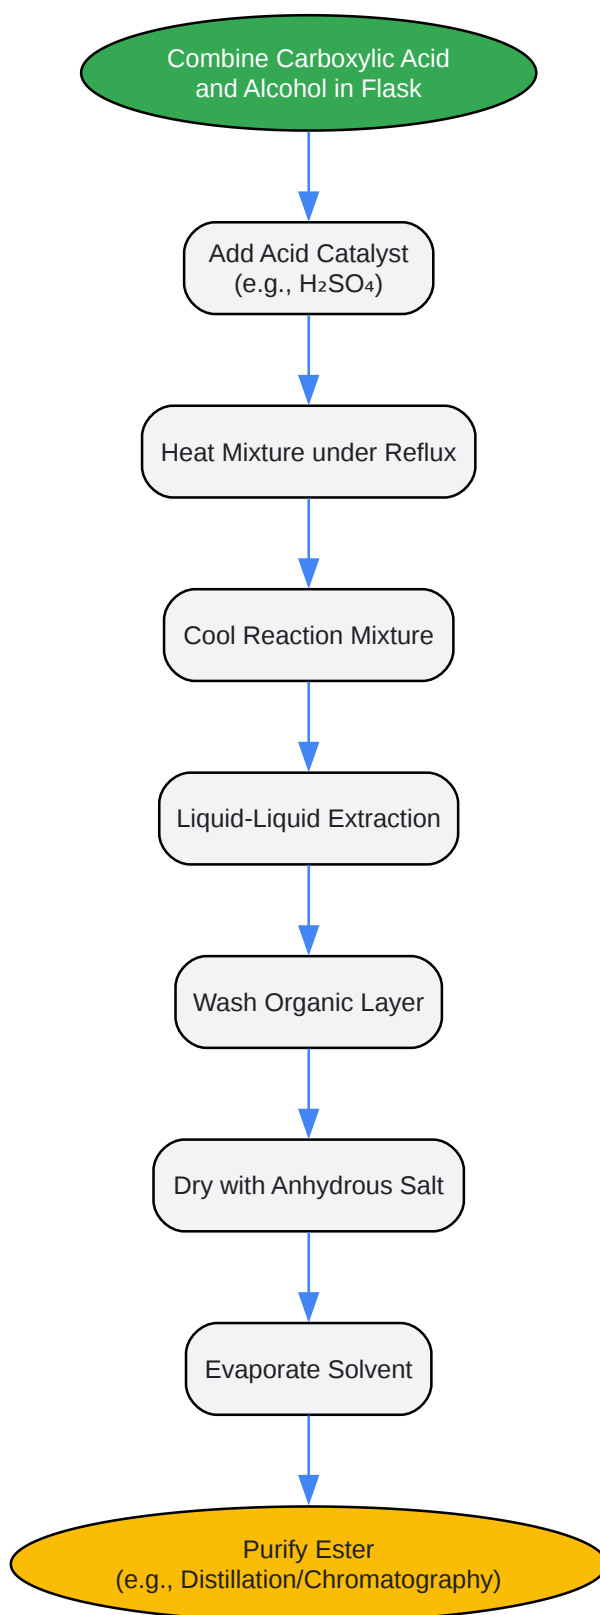 Combine Carboxylic Acid
and Alcohol in Flask
Add Acid Catalyst
(e.g., H₂SO₄)
Heat Mixture under Reflux
Cool Reaction Mixture
Liquid-Liquid Extraction
Wash Organic Layer
Dry with Anhydrous Salt
Evaporate Solvent
Purify Ester
(e.g., Distillation/Chromatography)